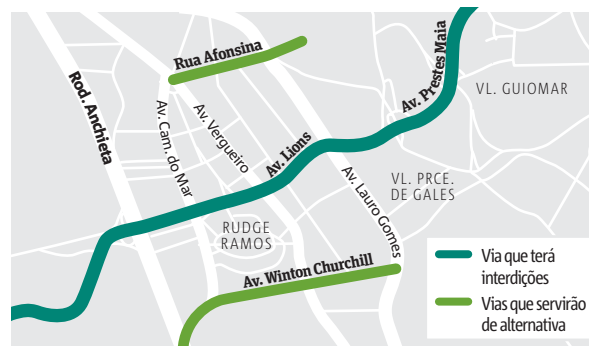 Rua Afonsina
Av. Prestes Maia
Rod. Anchieta
VL. GUIOMAR
Av. Cam. do Mar
Av. Vergueiro
Av. Lions
Av. Lauro Gomes
VL. PRCE.
DE GALES
RUDGE
RAMOS
Av. Winton Churchill
Via que terá
interdições
Vias que servirão
de alternativa